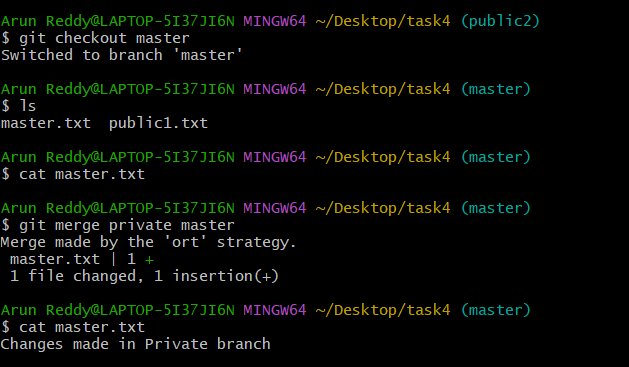 Arun Reddy@LAPTOP-5I37JI6N MINGW64 ~/Desktop/task4 (public2)
$ git checkout master
Switched to branch 'master'
Arun Reddy@LAPTOP-5I37JI6N MINGW64 ~/Desktop/task4 (master)
$ ls
master.txt  public1.txt
Arun Reddy@LAPTOP-5I37JI6N MINGW64 ~/Desktop/task4 (master)
$ cat master.txt
Arun Reddy@LAPTOP-5I37JI6N MINGW64 ~/Desktop/task4 (master)
$ git merge private master
Merge made by the 'ort' strategy.
 master.txt | 1 +
 1 file changed, 1 insertion(+)
Arun Reddy@LAPTOP-5I37JI6N MINGW64 ~/Desktop/task4 (master)
$ cat master.txt
Changes made in Private branch